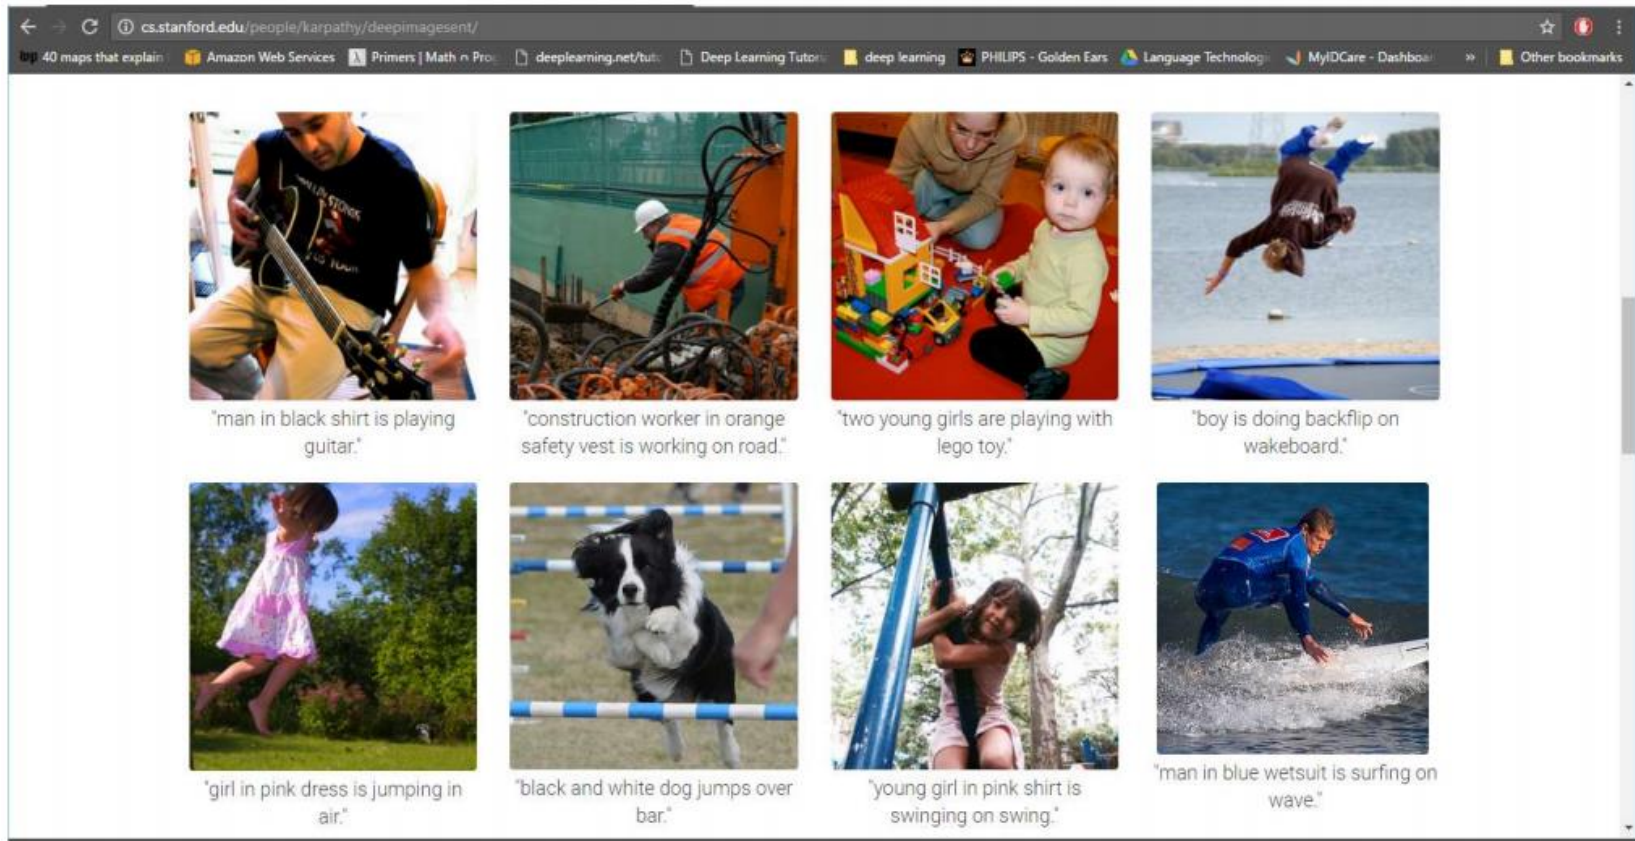 cs.stanford.edu/people/karpathy/deepimagesent/
40 maps that explain
Amazon Web Services
Primers | Math n Prog
deeplearning.net/tuto
Deep Learning Tutori
deep learning
PHILIPS - Golden Ears
Language Technolog
MyIDCare - Dashboa
»
Other bookmarks
STONES
TOUR
"man in black shirt is playing
guitar."
"construction worker in orange
safety vest is working on road."
"two young girls are playing with
lego toy."
"boy is doing backflip on
wakeboard."
"girl in pink dress is jumping in
air."
"black and white dog jumps over
bar."
"young girl in pink shirt is
swinging on swing."
"man in blue wetsuit is surfing on
wave."